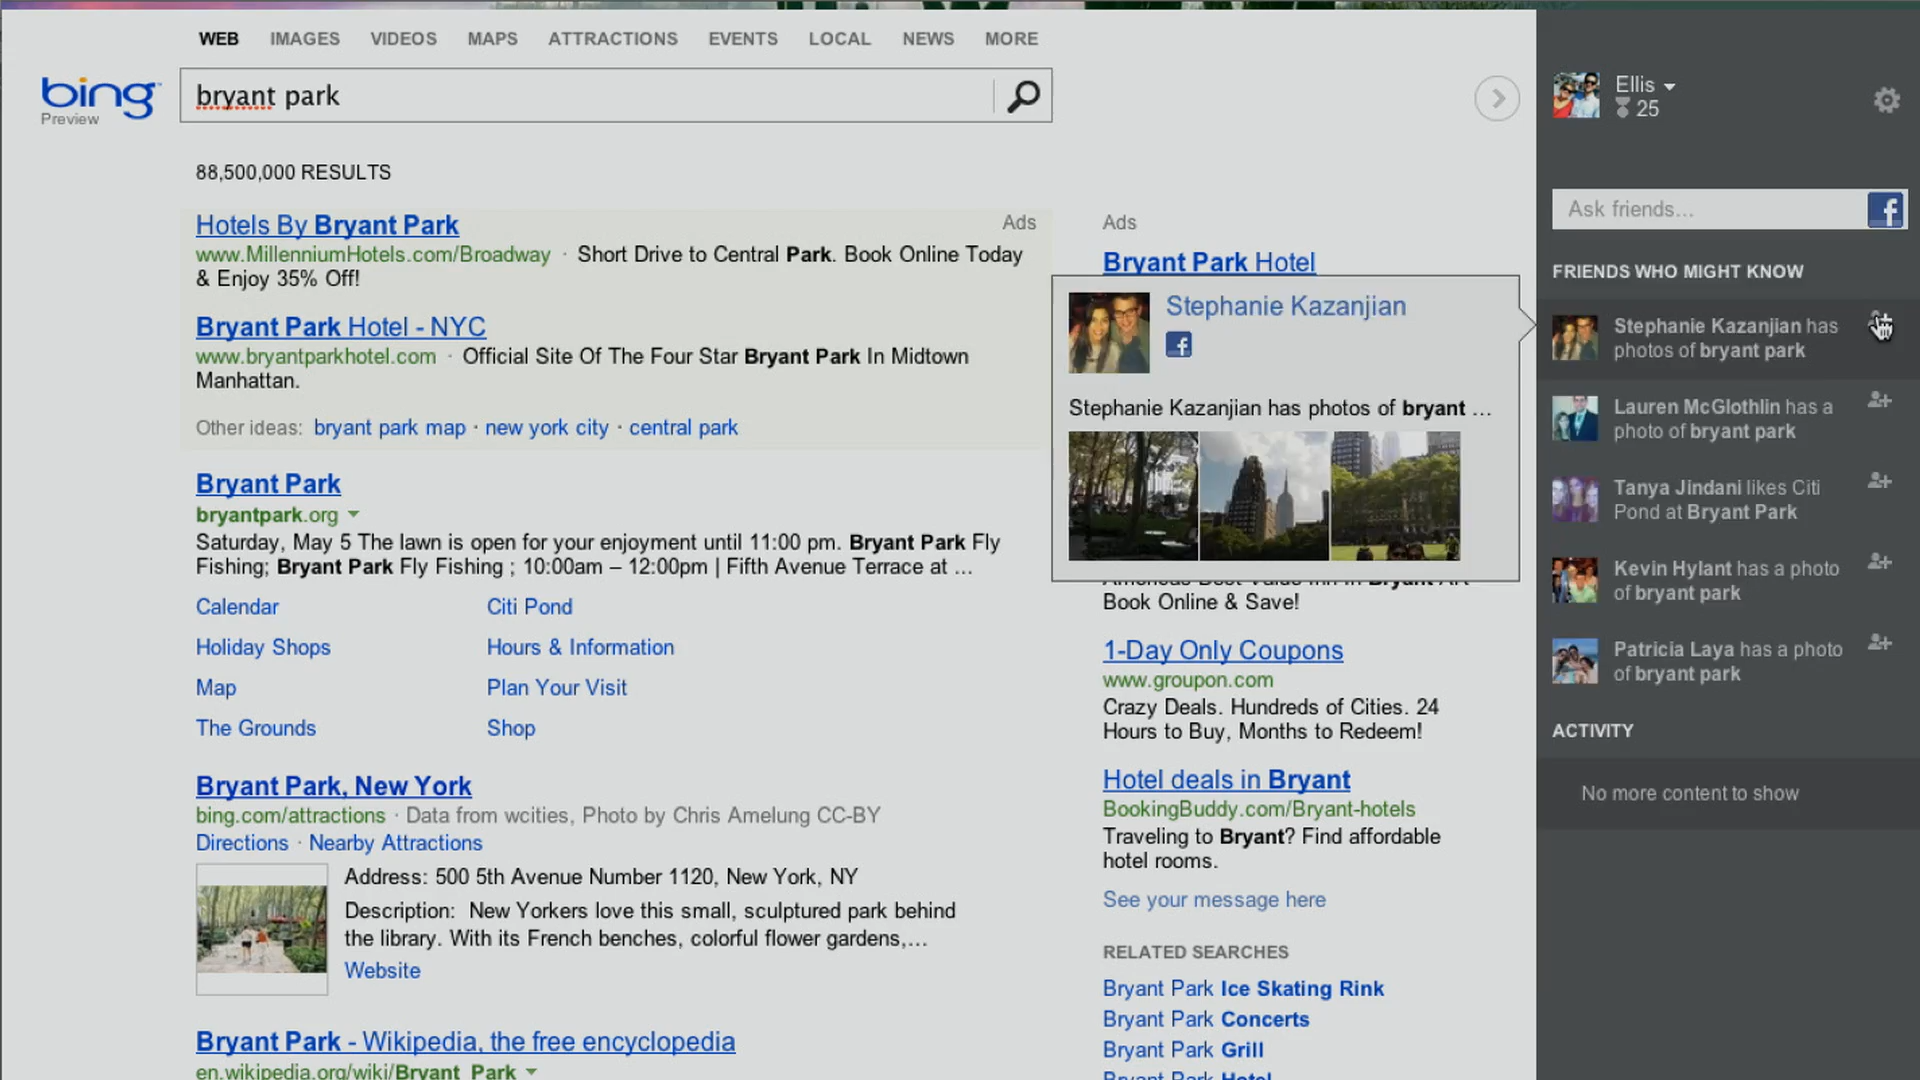 WEB IMAGES VIDEOS MAPS ATTRACTIONS EVENTS LOCAL NEWS MORE
bing
Preview
bryant park
88,500,000 RESULTS
Hotels By Bryant Park
Ads
www.MillenniumHotels.com/Broadway · Short Drive to Central Park. Book Online Today
& Enjoy 35% Off!
Bryant Park Hotel - NYC
www.bryantparkhotel.com · Official Site Of The Four Star Bryant Park In Midtown
Manhattan.
Other ideas: bryant park map · new york city · central park
Bryant Park
bryantpark.org
Saturday, May 5 The lawn is open for your enjoyment until 11:00 pm. Bryant Park Fly
Fishing; Bryant Park Fly Fishing ; 10:00am – 12:00pm | Fifth Avenue Terrace at ...
Calendar
Citi Pond
Holiday Shops
Hours & Information
Map
Plan Your Visit
The Grounds
Shop
Bryant Park, New York
bing.com/attractions · Data from wcities, Photo by Chris Amelung CC-BY
Directions · Nearby Attractions
Address: 500 5th Avenue Number 1120, New York, NY
Description: New Yorkers love this small, sculptured park behind
the library. With its French benches, colorful flower gardens,...
Website
Bryant Park - Wikipedia, the free encyclopedia
en.wikipedia.org/wiki/Bryant_Park
Ads
Bryant Park Hotel
Stephanie Kazanjian
f
Stephanie Kazanjian has photos of bryant ...
Americas Best Value Inn in Bryant
Book Online & Save!
1-Day Only Coupons
www.groupon.com
Crazy Deals. Hundreds of Cities. 24
Hours to Buy, Months to Redeem!
Hotel deals in Bryant
BookingBuddy.com/Bryant-hotels
Traveling to Bryant? Find affordable
hotel rooms.
See your message here
RELATED SEARCHES
Bryant Park Ice Skating Rink
Bryant Park Concerts
Bryant Park Grill
Bryant Park Hotel
Ellis
25
Ask friends...
f
FRIENDS WHO MIGHT KNOW
Stephanie Kazanjian has
photos of bryant park
Lauren McGlothlin has a
photo of bryant park
Tanya Jindani likes Citi
Pond at Bryant Park
Kevin Hylant has a photo
of bryant park
Patricia Laya has a photo
of bryant park
ACTIVITY
No more content to show